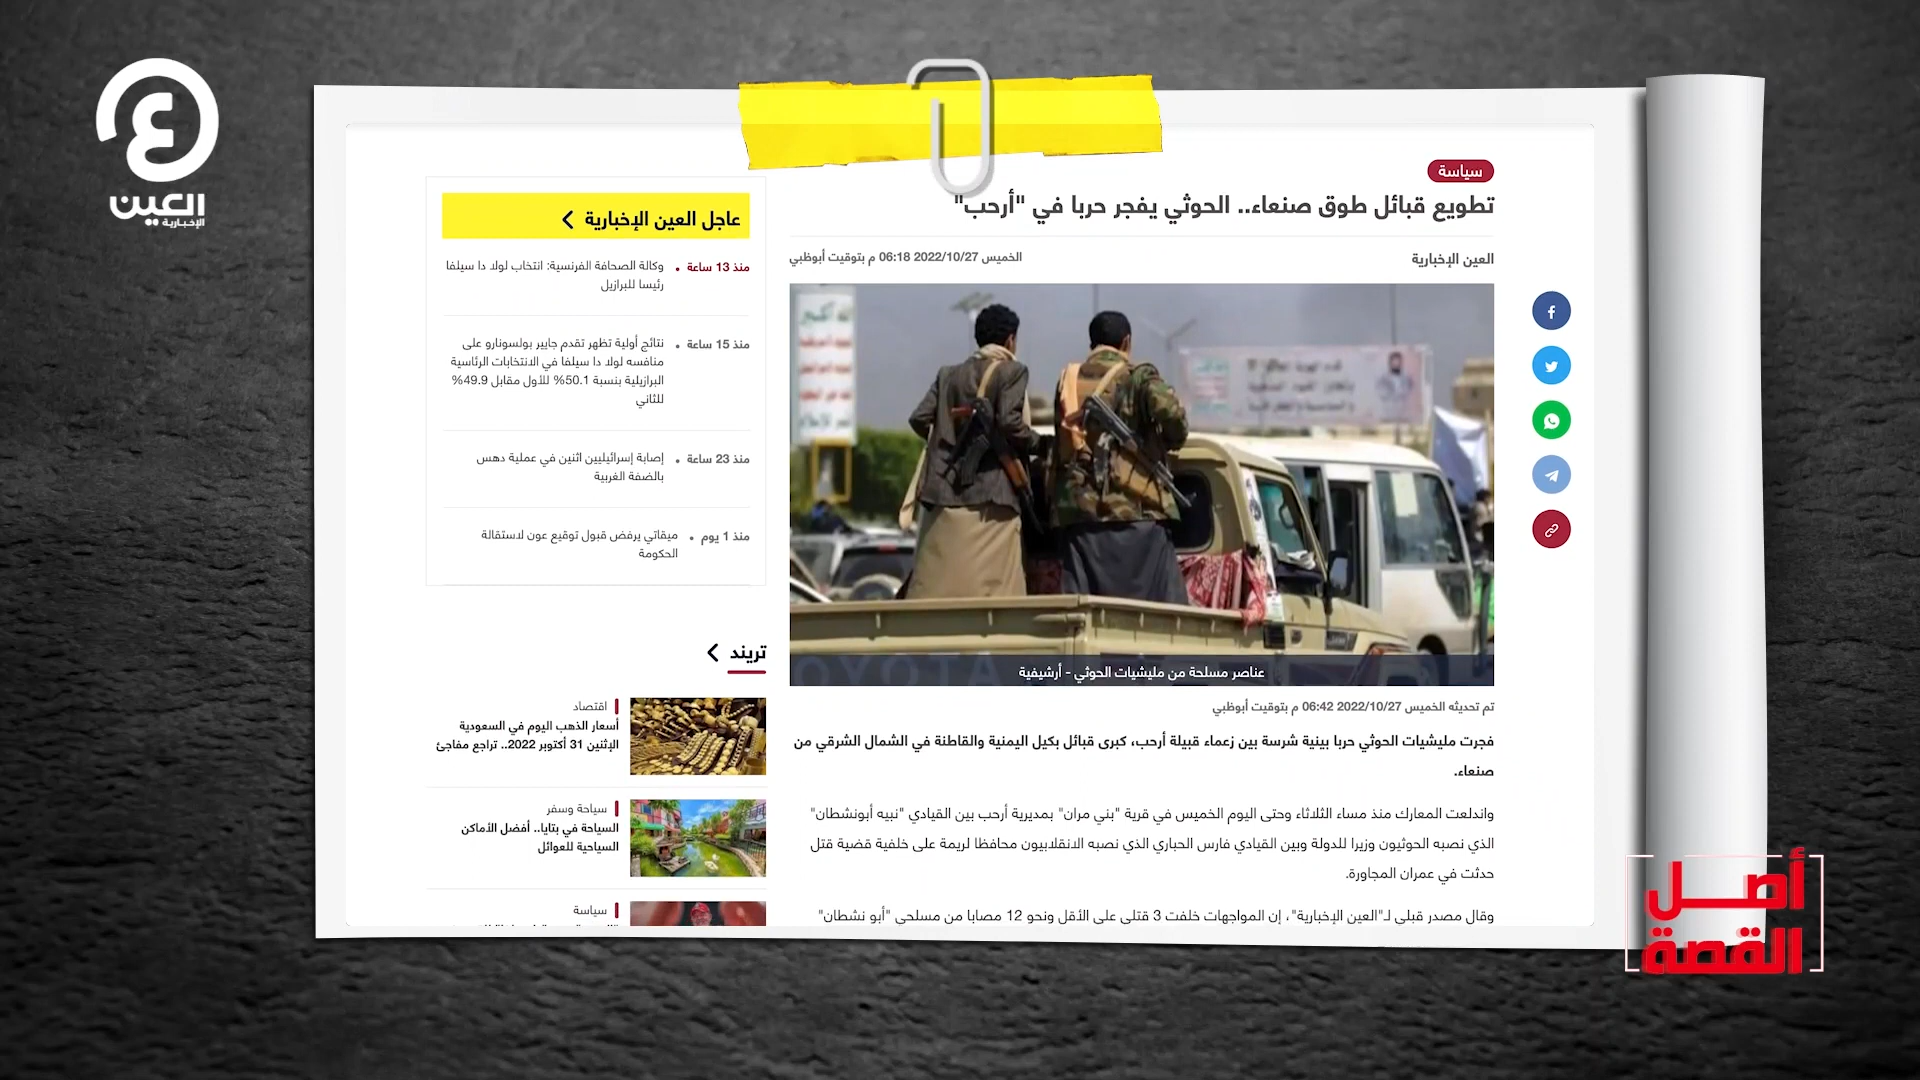 العين
الإخبارية
سياسة
تطويع قبائل طوق صنعاء.. الحوثي يفجر حربا في "أرحب"
العين الإخبارية
الخميس 2022/10/27 06:18 م بتوقيت أبوظبي
عناصر مسلحة من مليشيات الحوثي - أرشيفية
تم تحديثه الخميس 2022/10/27 06:42 م بتوقيت أبوظبي
فجرت مليشيات الحوثي حربا بينية شرسة بين زعماء قبيلة أرحب، كبرى قبائل بكيل اليمنية والقاطنة في الشمال الشرقي من
صنعاء.
واندلعت المعارك منذ مساء الثلاثاء وحتى اليوم الخميس في قرية "بني مران" بمديرية أرحب بين القيادي "نبيه أبونشطان"
الذي نصبه الحوثيون وزيرا للدولة وبين القيادي فارس الحباري الذي نصبه الانقلابيون محافظا لريمة على خلفية قضية قتل
حدثت في عمران المجاورة.
وقال مصدر قبلي لـ"العين الإخبارية"، إن المواجهات خلفت 3 قتلى على الأقل ونحو 12 مصابا من مسلحي "أبو نشطان"
عاجل العين الإخبارية
منذ 13 ساعة • وكالة الصحافة الفرنسية: انتخاب لولا دا سيلفا
رئيسا للبرازيل
منذ 15 ساعة • نتائج أولية تظهر تقدم جايير بولسونارو على
منافسه لولا دا سيلفا في الانتخابات الرئاسية
البرازيلية بنسبة 50.1% للأول مقابل 49.9%
للثاني
منذ 23 ساعة • إصابة إسرائيليين اثنين في عملية دهس
بالضفة الغربية
منذ 1 يوم • ميقاتي يرفض قبول توقيع عون لاستقالة
الحكومة
تريند
اقتصاد
أسعار الذهب اليوم في السعودية
الإثنين 31 أكتوبر 2022.. تراجع مفاجئ
سياحة وسفر
السياحة في بتايا.. أفضل الأماكن
السياحية للعوائل
سياسة
أصل
القصة